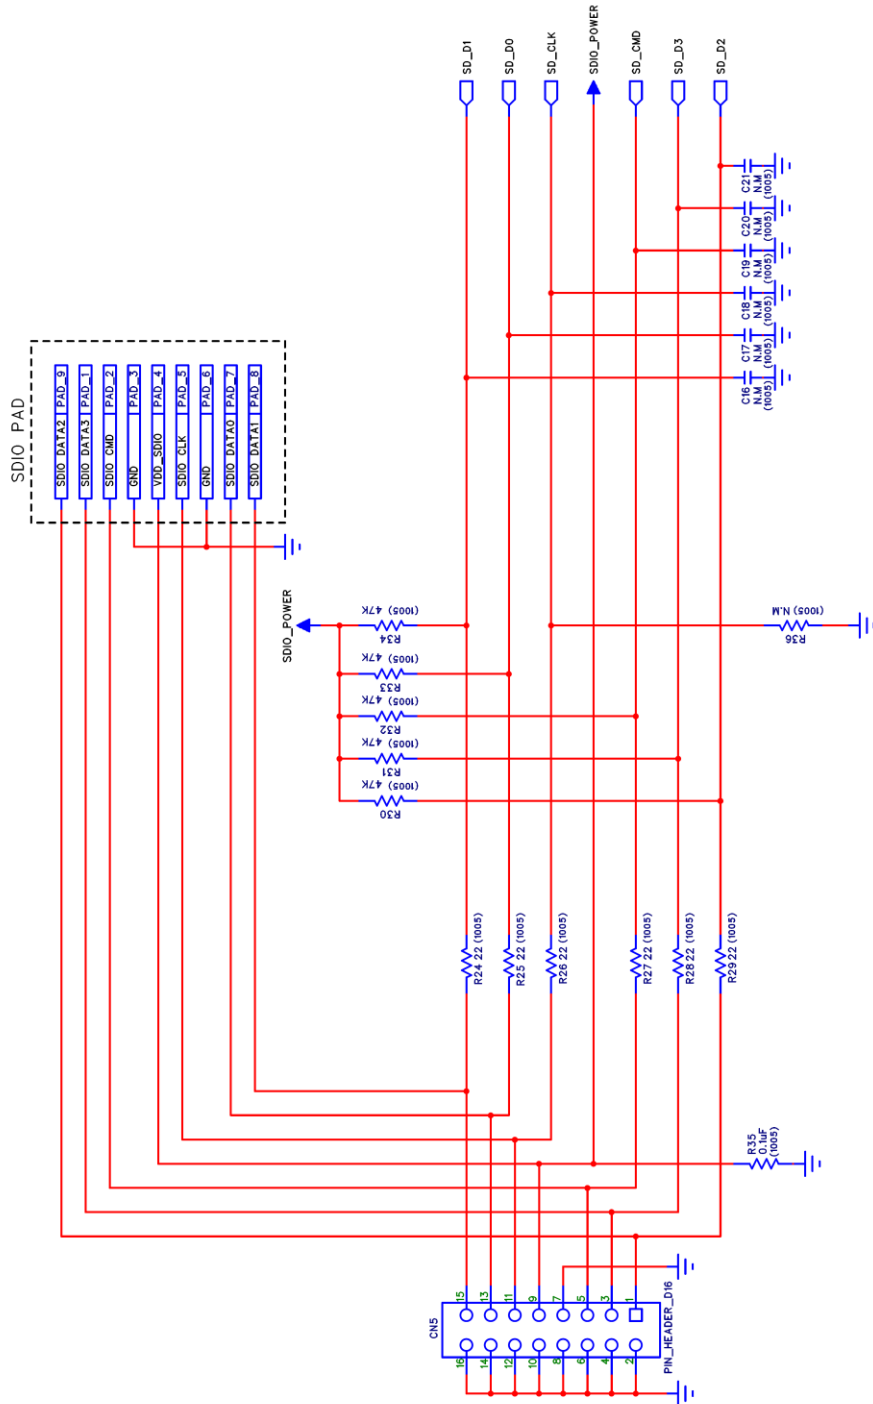 SD_D1
SD_D0
SD_CLK
SDIO_POWER
SD_CMD
SD_D3
SD_D2
C21
N.M
(1005)
C20
N.M
(1005)
C19
N.M
(1005)
C18
N.M
(1005)
C17
N.M
(1005)
C16
N.M
(1005)
SDIO PAD
SDIO DATA2 PAD_9
SDIO DATA3 PAD_1
SDIO CMD PAD_2
GND PAD_3
VDD_SDIO PAD_4
SDIO CLK PAD_5
GND PAD_6
SDIO DATA0 PAD_7
SDIO DATA1 PAD_8
SDIO_POWER
(1005) 47K
R34
(1005) 47K
R33
(1005) 47K
R32
(1005) 47K
R31
(1005) 47K
R30
(1005) N.M
R36
R24 22 (1005)
R25 22 (1005)
R26 22 (1005)
R27 22 (1005)
R28 22 (1005)
R29 22 (1005)
R35
0.1uF
(1005)
CN5
15
13
11
9
7
5
3
1
16
14
12
10
8
6
4
2
PIN_HEADER_D16